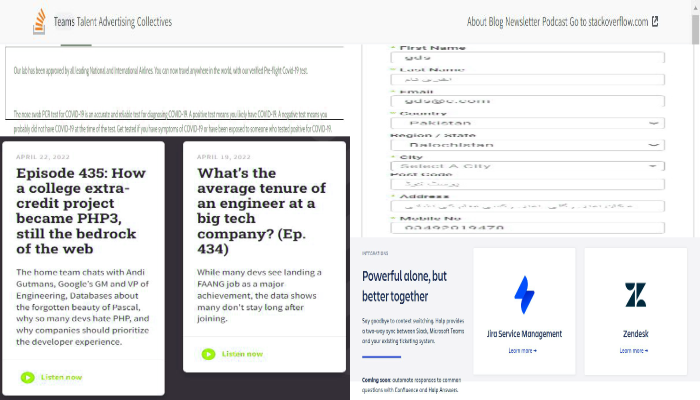 Teams Talent Advertising Collectives
About Blog Newsletter Podcast Go to stackoverflow.com
Our lab has been approved by all leading National and International Airlines. You can now travel anywhere in the world, with our verified Pre-flight Covid-19 test.
The nose swab PCR test for COVID-19 is an accurate and reliable test for diagnosing COVID-19. A positive test means you likely have COVID-19. A negative test means you
probably did not have COVID-19 at the time of the test. Get tested if you have symptoms of COVID-19 or have been exposed to someone who tested positive for COVID-19.
* First Name
gds
* Last Name
* Email
gds@c.com
* Country
Pakistan
Region / State
Balochistan
* City
Select A City
Post Code
پوسٹ کوڈ
* Address
* Mobile No
03492019470
APRIL 22, 2022
Episode 435: How
a college extra-
credit project
became PHP3,
still the bedrock
of the web
The home team chats with Andi
Gutmans, Google's GM and VP of
Engineering, Databases about
the forgotten beauty of Pascal,
why so many devs hate PHP, and
why companies should prioritize
the developer experience.
Listen now
APRIL 19, 2022
What's the
average tenure of
an engineer at a
big tech
company? (Ep.
434)
While many devs see landing a
FAANG job as a major
achievement, the data shows
many don't stay long after
joining.
Listen now
INTEGRATIONS
Powerful alone, but
better together
Say goodbye to context switching. Halp provides
a two-way sync between Slack, Microsoft Teams
and your existing ticketing system.
Coming soon: automate responses to common
questions with Confluence and Halp Answers.
Jira Service Management
Learn more →
Zendesk
Learn more →